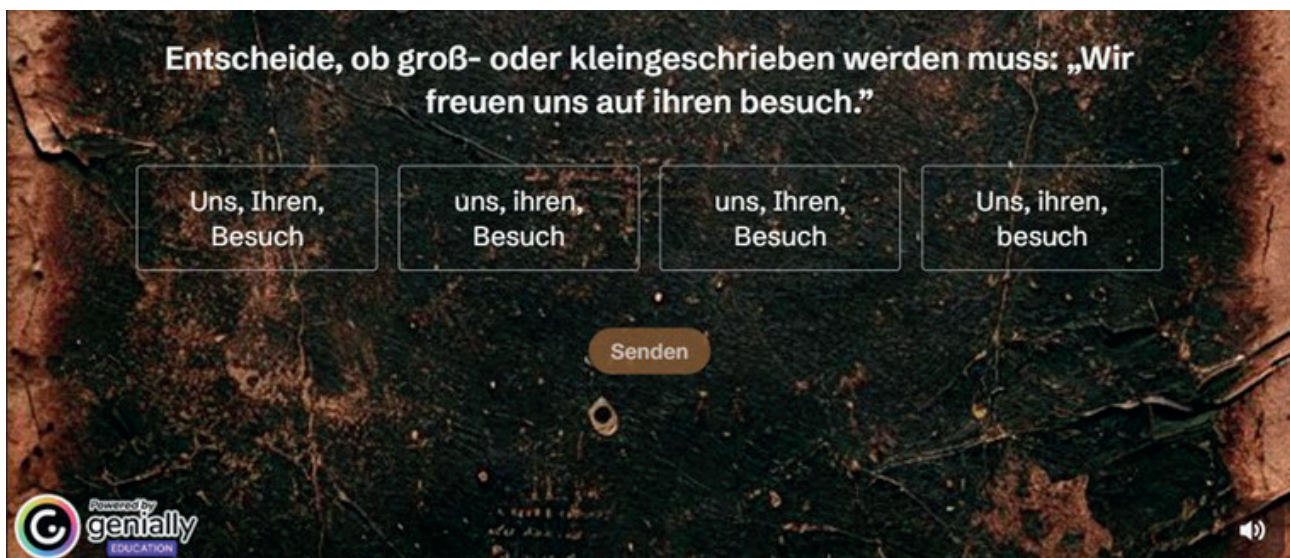 Entscheide, ob groß- oder kleingeschrieben werden muss: „Wir
freuen uns auf ihren besuch.”
Uns, Ihren,
Besuch
uns, ihren,
Besuch
uns, Ihren,
Besuch
Uns, ihren,
besuch
Senden
Powered by
genially
EDUCATION